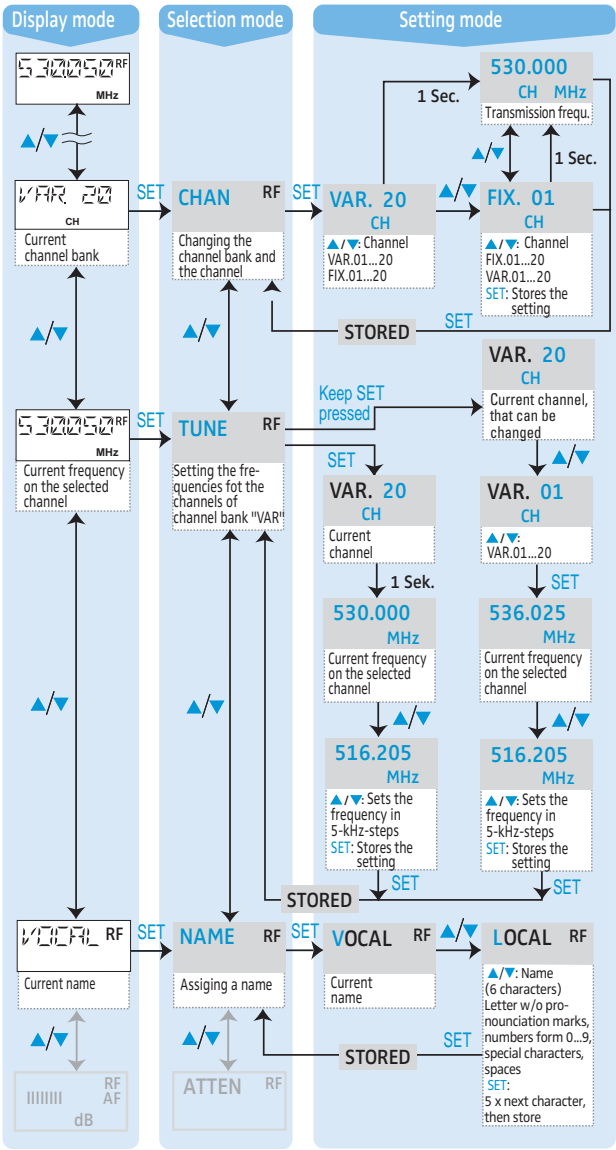 Display mode
Selection mode
Setting mode
530.050 RF
MHz
▲/▼
VAR. 20
CH
Current
channel bank
SET
CHAN RF
Changing the
channel bank and
the channel
SET
VAR. 20
CH
▲/▼: Channel
VAR.01...20
FIX.01...20
1 Sec.
▲/▼
530.000
CH MHz
Transmission frequ.
▲/▼
1 Sec.
FIX. 01
CH
▲/▼: Channel
FIX.01...20
VAR.01...20
SET: Stores the
setting
SET
STORED
▲/▼
▲/▼
530.050 RF
MHz
Current frequency
on the selected
channel
SET
TUNE RF
Setting the fre-
quencies fot the
channels of
channel bank "VAR"
Keep SET
pressed
SET
VAR. 20
CH
Current
channel
1 Sek.
530.000
MHz
Current frequency
on the selected
channel
▲/▼
516.205
MHz
▲/▼: Sets the
frequency in
5-kHz-steps
SET: Stores the
setting
SET
VAR. 20
CH
Current channel,
that can be
changed
▲/▼
VAR. 01
CH
▲/▼:
VAR.01...20
SET
536.025
MHz
Current frequency
on the selected
channel
▲/▼
516.205
MHz
▲/▼: Sets the
frequency in
5-kHz-steps
SET: Stores the
setting
SET
STORED
▲/▼
▲/▼
VOCAL RF
Current name
SET
NAME RF
Assiging a name
SET
VOCAL RF
Current
name
▲/▼
LOCAL RF
▲/▼: Name
(6 characters)
Letter w/o pro-
nounciation marks,
numbers form 0...9,
special characters,
spaces
SET:
5 x next character,
then store
SET
STORED
▲/▼
▲/▼
RF
AF
dB
ATTEN RF